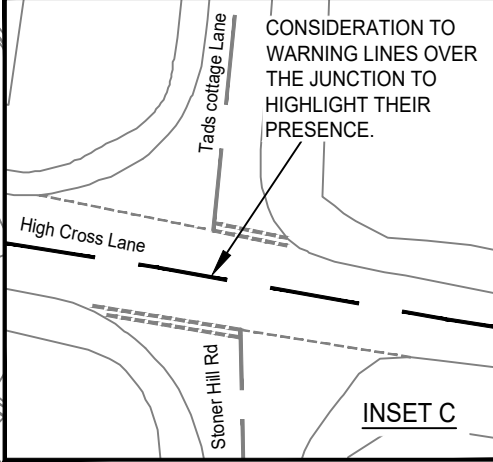 CONSIDERATION TO
WARNING LINES OVER
THE JUNCTION TO
HIGHLIGHT THEIR
PRESENCE.
Tads cottage Lane
High Cross Lane
Stoner Hill Rd
INSET C